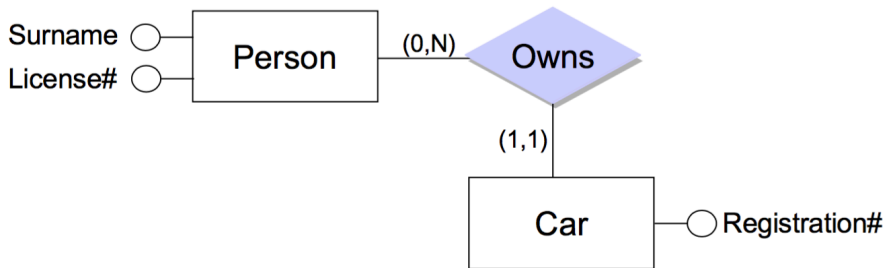 Surname
License#
Person
(0,N)
Owns
(1,1)
Car
Registration#